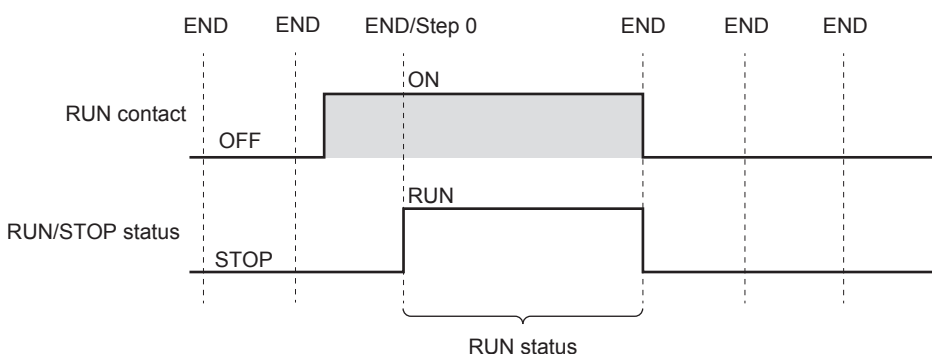 END END END/Step 0 END END END
ON
RUN contact
OFF
RUN
RUN/STOP status
STOP
RUN status